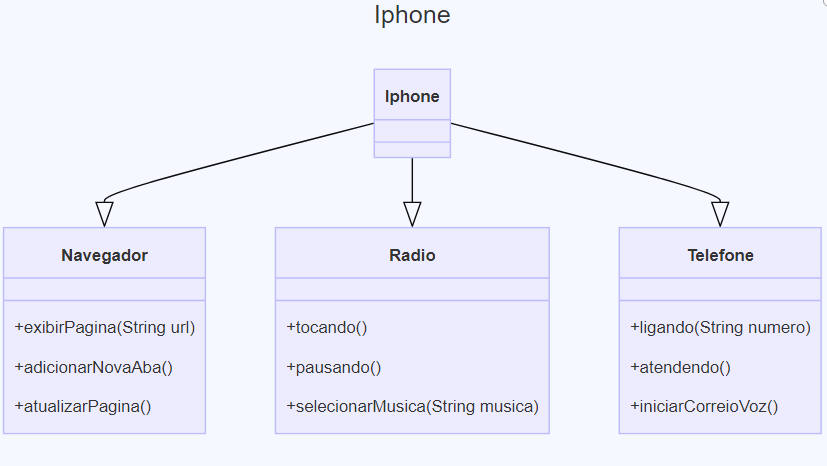 Iphone
Iphone
Navegador
+exibirPagina(String url)
+adicionarNovaAba()
+atualizarPagina()
Radio
+tocando()
+pausando()
+selecionarMusica(String musica)
Telefone
+ligando(String numero)
+atendendo()
+iniciarCorreioVoz()